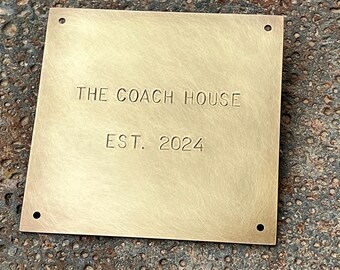 THE COACH HOUSE
EST. 2024